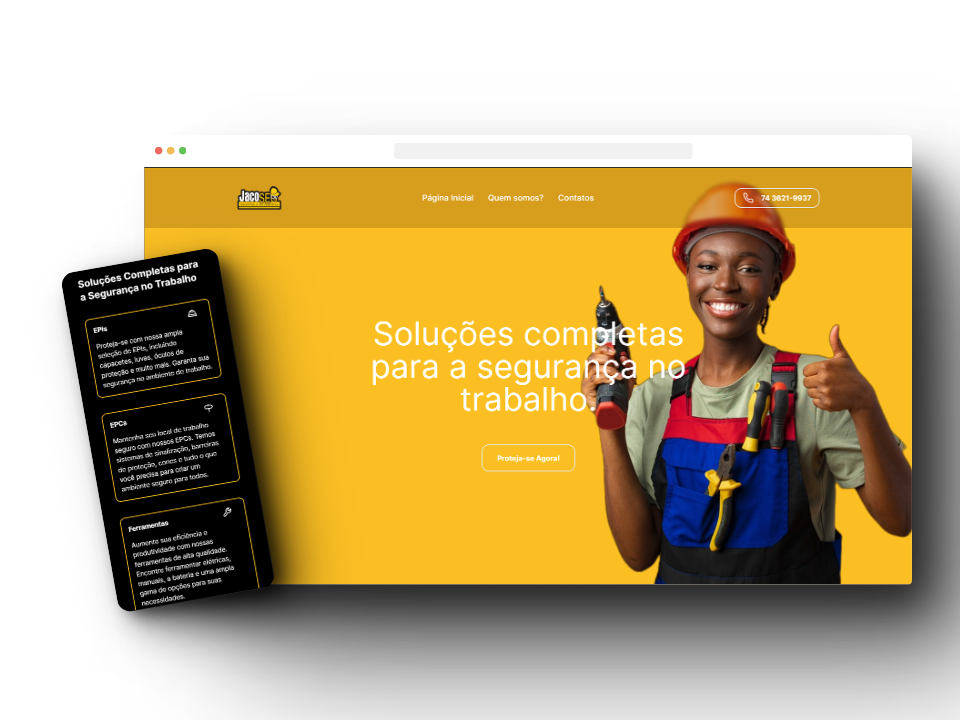 JacoSEG
Página Inicial
Quem somos?
Contatos
74 3621-9937
Soluções completas
para a segurança no
trabalho.
Proteja-se Agora!
Soluções Completas para
a Segurança no Trabalho
EPIs
Proteja-se com nossa ampla
seleção de EPIs, incluindo
capacetes, luvas, óculos de
proteção e muito mais. Garanta sua
segurança no ambiente de trabalho.
EPCs
Mantenha seu local de trabalho
seguro com nossos EPCs. Temos
sistemas de sinalização, barreiras
de proteção, cones e tudo o que
você precisa para criar um
ambiente seguro para todos.
Ferramentas
Aumente sua eficiência e
produtividade com nossas
ferramentas de alta qualidade.
Encontre ferramentar elétricas,
manuais, a bateria e uma ampla
gama de opções para suas
necessidades.